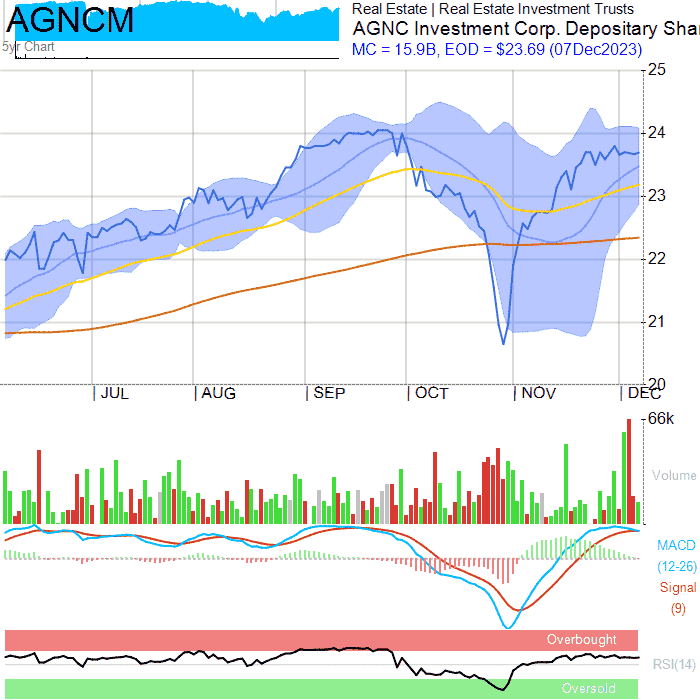 AGNCM
5yr Chart
Real Estate | Real Estate Investment Trusts
AGNC Investment Corp. Depositary Shar
MC = 15.9B, EOD = $23.69 (07Dec2023)
25
24
23
22
21
20
JUL
AUG
SEP
OCT
NOV
DEC
66k
Volume
MACD
(12-26)
Signal
(9)
Overbought
RSI(14)
Oversold